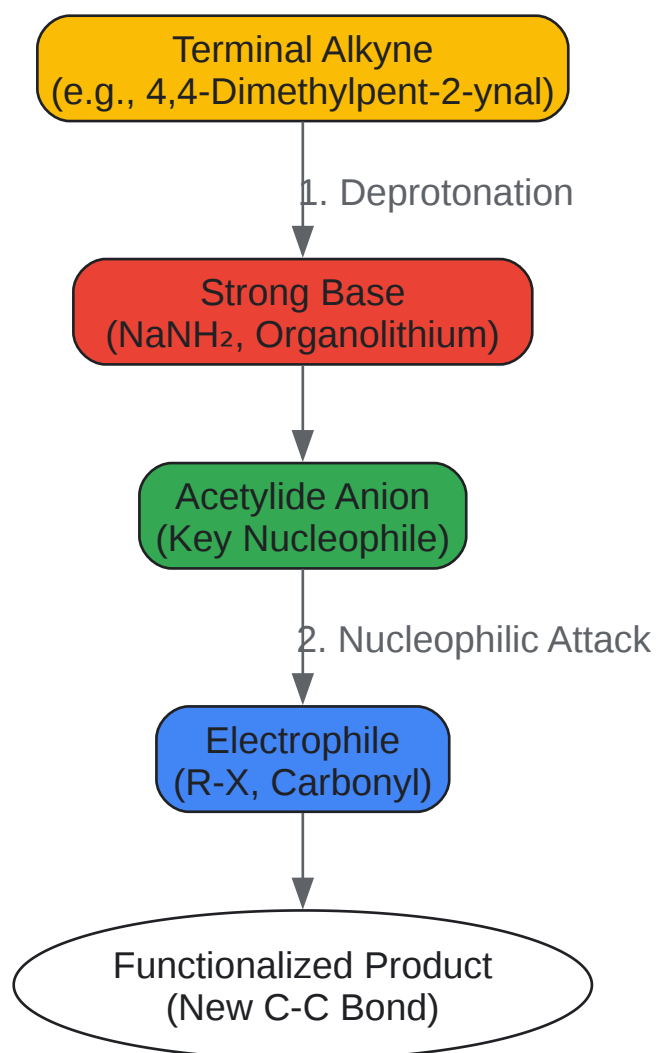 Terminal Alkyne
(e.g., 4,4-Dimethylpent-2-ynal)
1. Deprotonation
Strong Base
(NaNH₂, Organolithium)
Acetylide Anion
(Key Nucleophile)
2. Nucleophilic Attack
Electrophile
(R-X, Carbonyl)
Functionalized Product
(New C-C Bond)